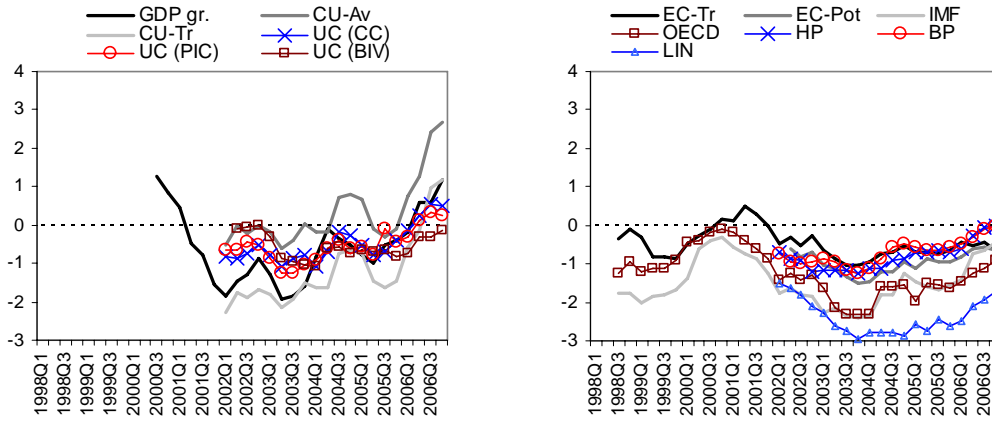 GDP gr. CU-Av
CU-Tr UC (CC)
UC (PIC) UC (BIV)
4
3
2
1
0
-1
-2
-3
1998Q1
1998Q3
1999Q1
1999Q3
2000Q1
2000Q3
2001Q1
2001Q3
2002Q1
2002Q3
2003Q1
2003Q3
2004Q1
2004Q3
2005Q1
2005Q3
2006Q1
2006Q3
EC-Tr EC-Pot IMF
OECD HP BP
LIN
4
3
2
1
0
-1
-2
-3
1998Q1
1998Q3
1999Q1
1999Q3
2000Q1
2000Q3
2001Q1
2001Q3
2002Q1
2002Q3
2003Q1
2003Q3
2004Q1
2004Q3
2005Q1
2005Q3
2006Q1
2006Q3